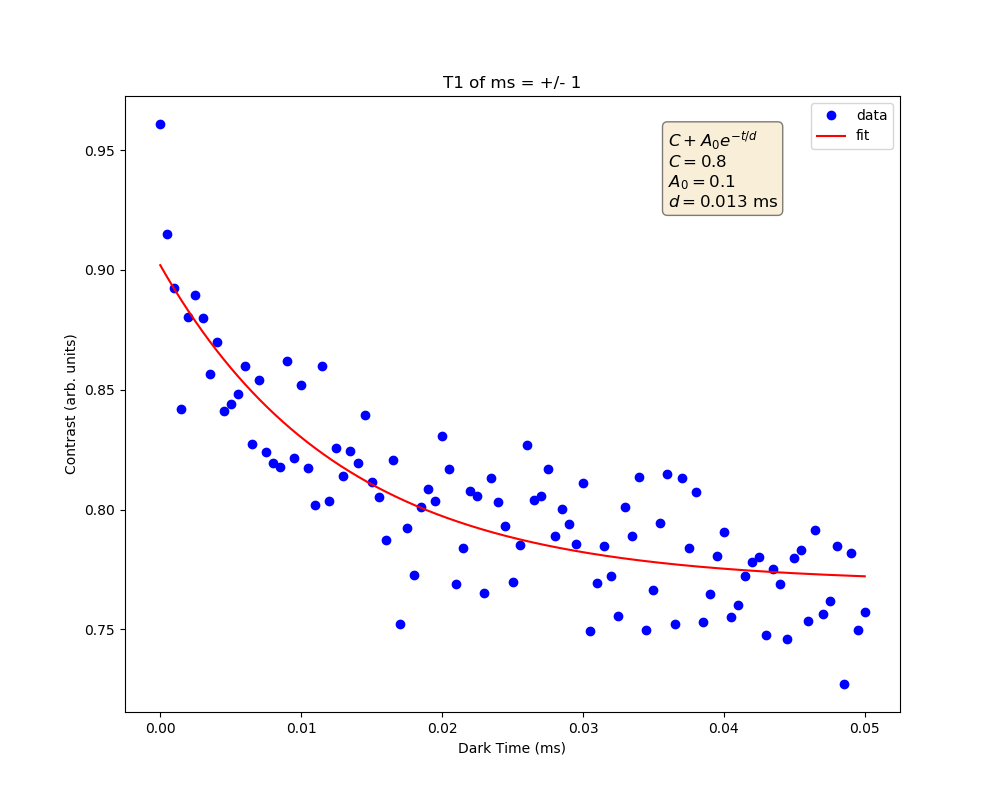 T1 of ms = +/- 1
data
fit
C + A₀e^{-t/d}
C = 0.8
A₀ = 0.1
d = 0.013 ms
Contrast (arb. units)
0.95
0.90
0.85
0.80
0.75
0.00 0.01 0.02 0.03 0.04 0.05
Dark Time (ms)